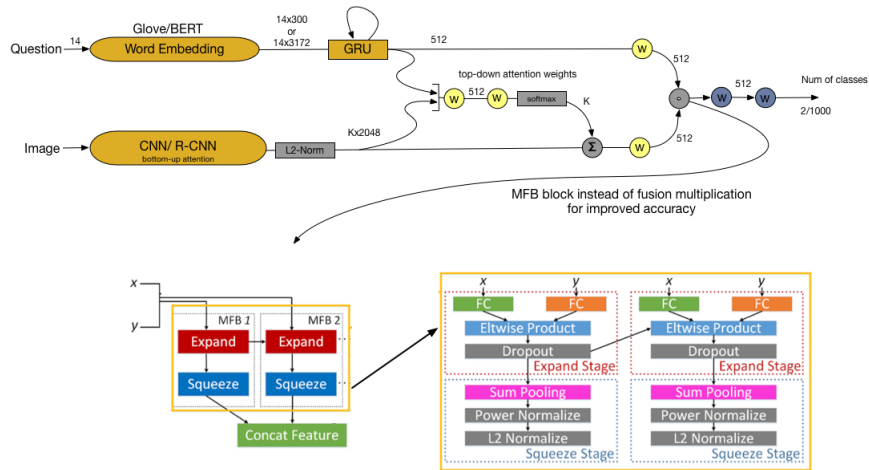 Glove/BERT
14x300
or
14x3172
Question
14
Word Embedding
GRU
512
W
512
top-down attention weights
W
512
W
softmax
K
°
W
512
W
Num of classes
2/1000
Kx2048
Image
CNN/ R-CNN
bottom-up attention
L2-Norm
Σ
W
512
MFB block instead of fusion multiplication
for improved accuracy
x
y
MFB 1
MFB 2
Expand
Expand
Squeeze
Squeeze
Concat Feature
x
y
x
y
FC
FC
FC
FC
Eltwise Product
Eltwise Product
Dropout
Dropout
Expand Stage
Expand Stage
Sum Pooling
Sum Pooling
Power Normalize
Power Normalize
L2 Normalize
L2 Normalize
Squeeze Stage
Squeeze Stage